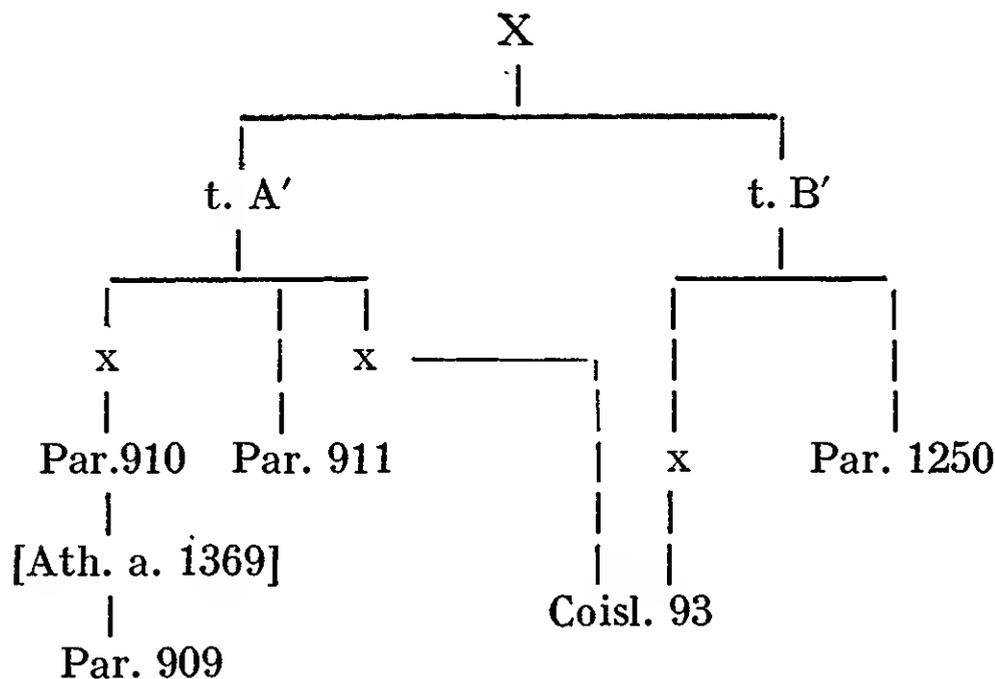 X
t. A′ t. B′
x x
Par.910 Par. 911 x Par. 1250
[Ath. a. 1369]
Coisl. 93
Par. 909